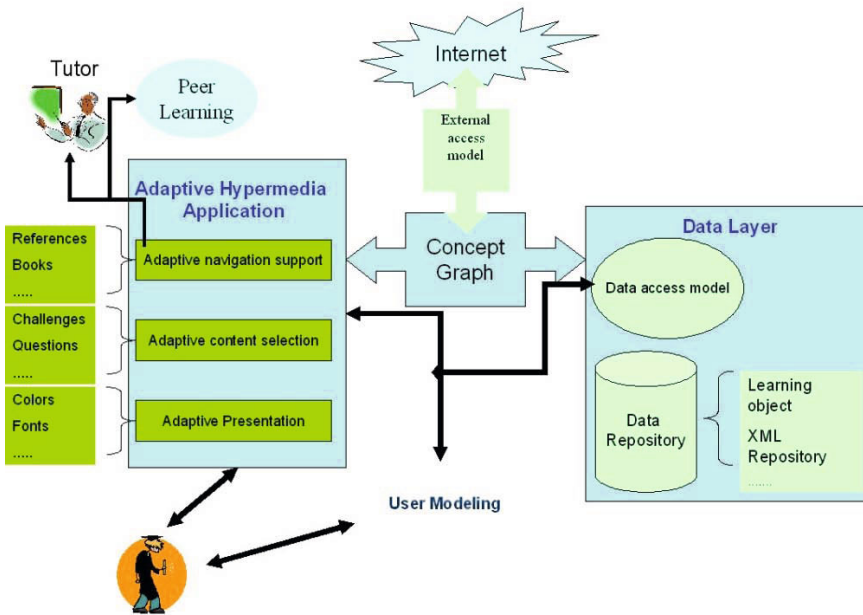 Internet
Tutor
Peer
Learning
External
access
model
Adaptive Hypermedia
Application
References
Books
.....
Adaptive navigation support
Concept
Graph
Data Layer
Data access model
Challenges
Questions
.....
Adaptive content selection
Colors
Fonts
.....
Adaptive Presentation
Data
Repository
Learning
object
XML
Repository
.......
User Modeling